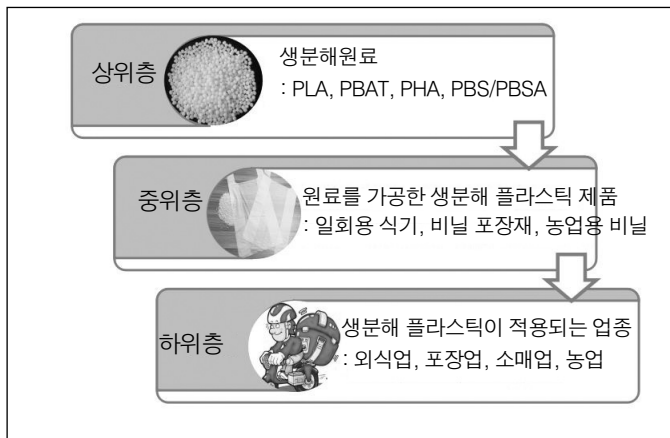 상위층
생분해원료
: PLA, PBAT, PHA, PBS/PBSA
중위층
원료를 가공한 생분해 플라스틱 제품
: 일회용 식기, 비닐 포장재, 농업용 비닐
하위층
생분해 플라스틱이 적용되는 업종
: 외식업, 포장업, 소매업, 농업